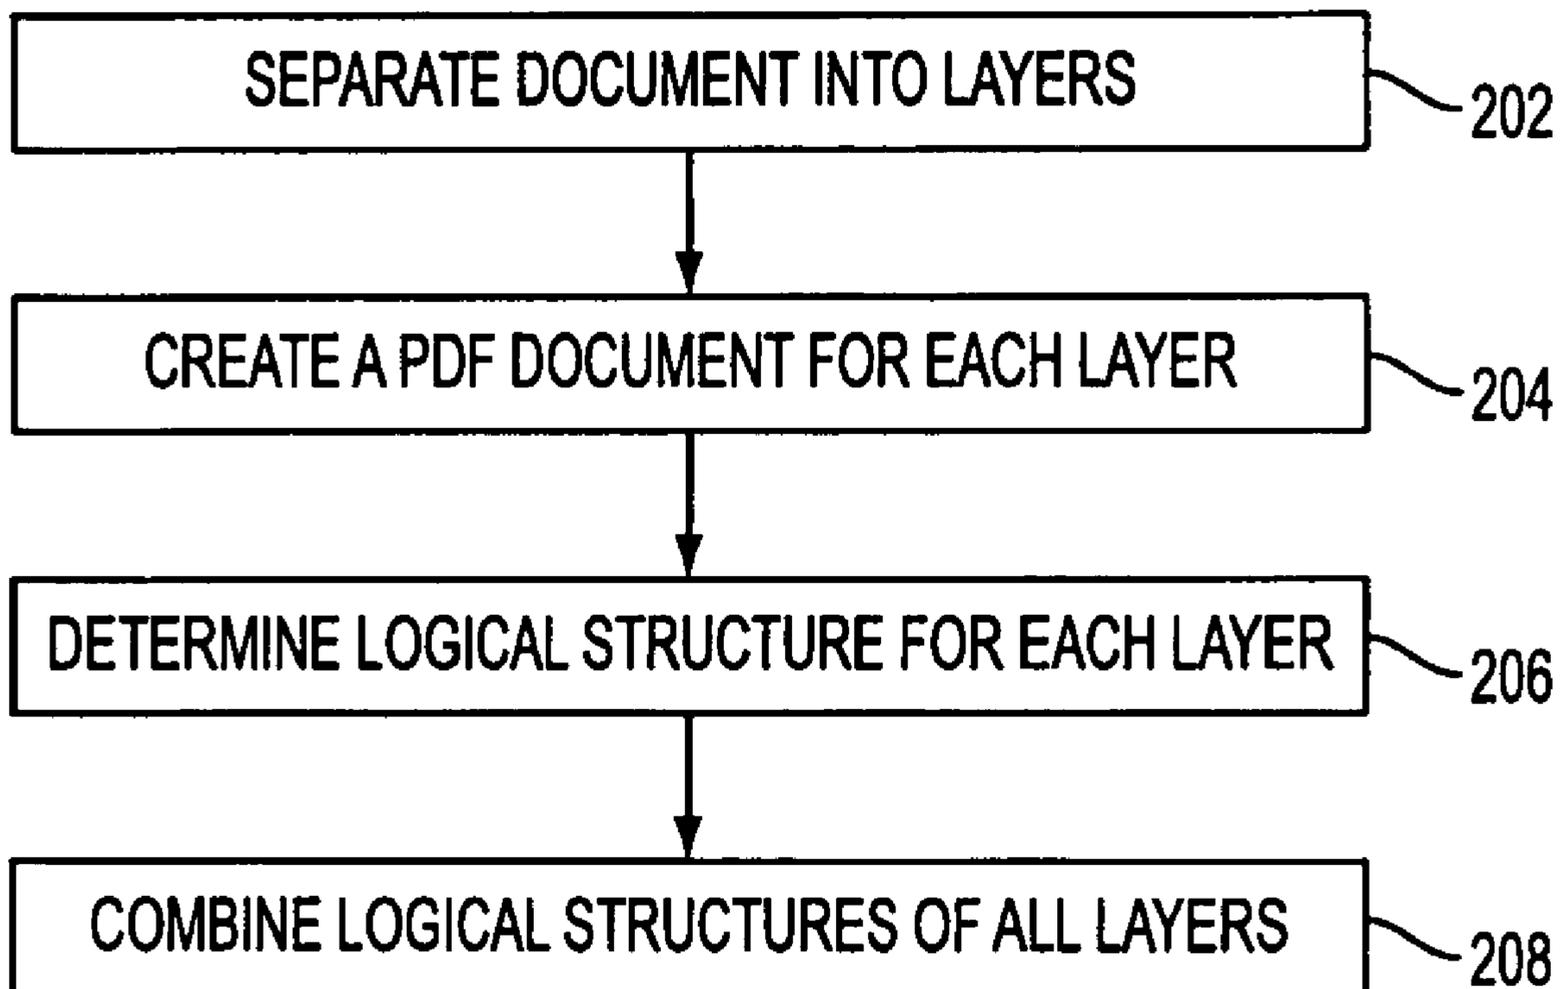 SEPARATE DOCUMENT INTO LAYERS
202
CREATE A PDF DOCUMENT FOR EACH LAYER
204
DETERMINE LOGICAL STRUCTURE FOR EACH LAYER
206
COMBINE LOGICAL STRUCTURES OF ALL LAYERS
208